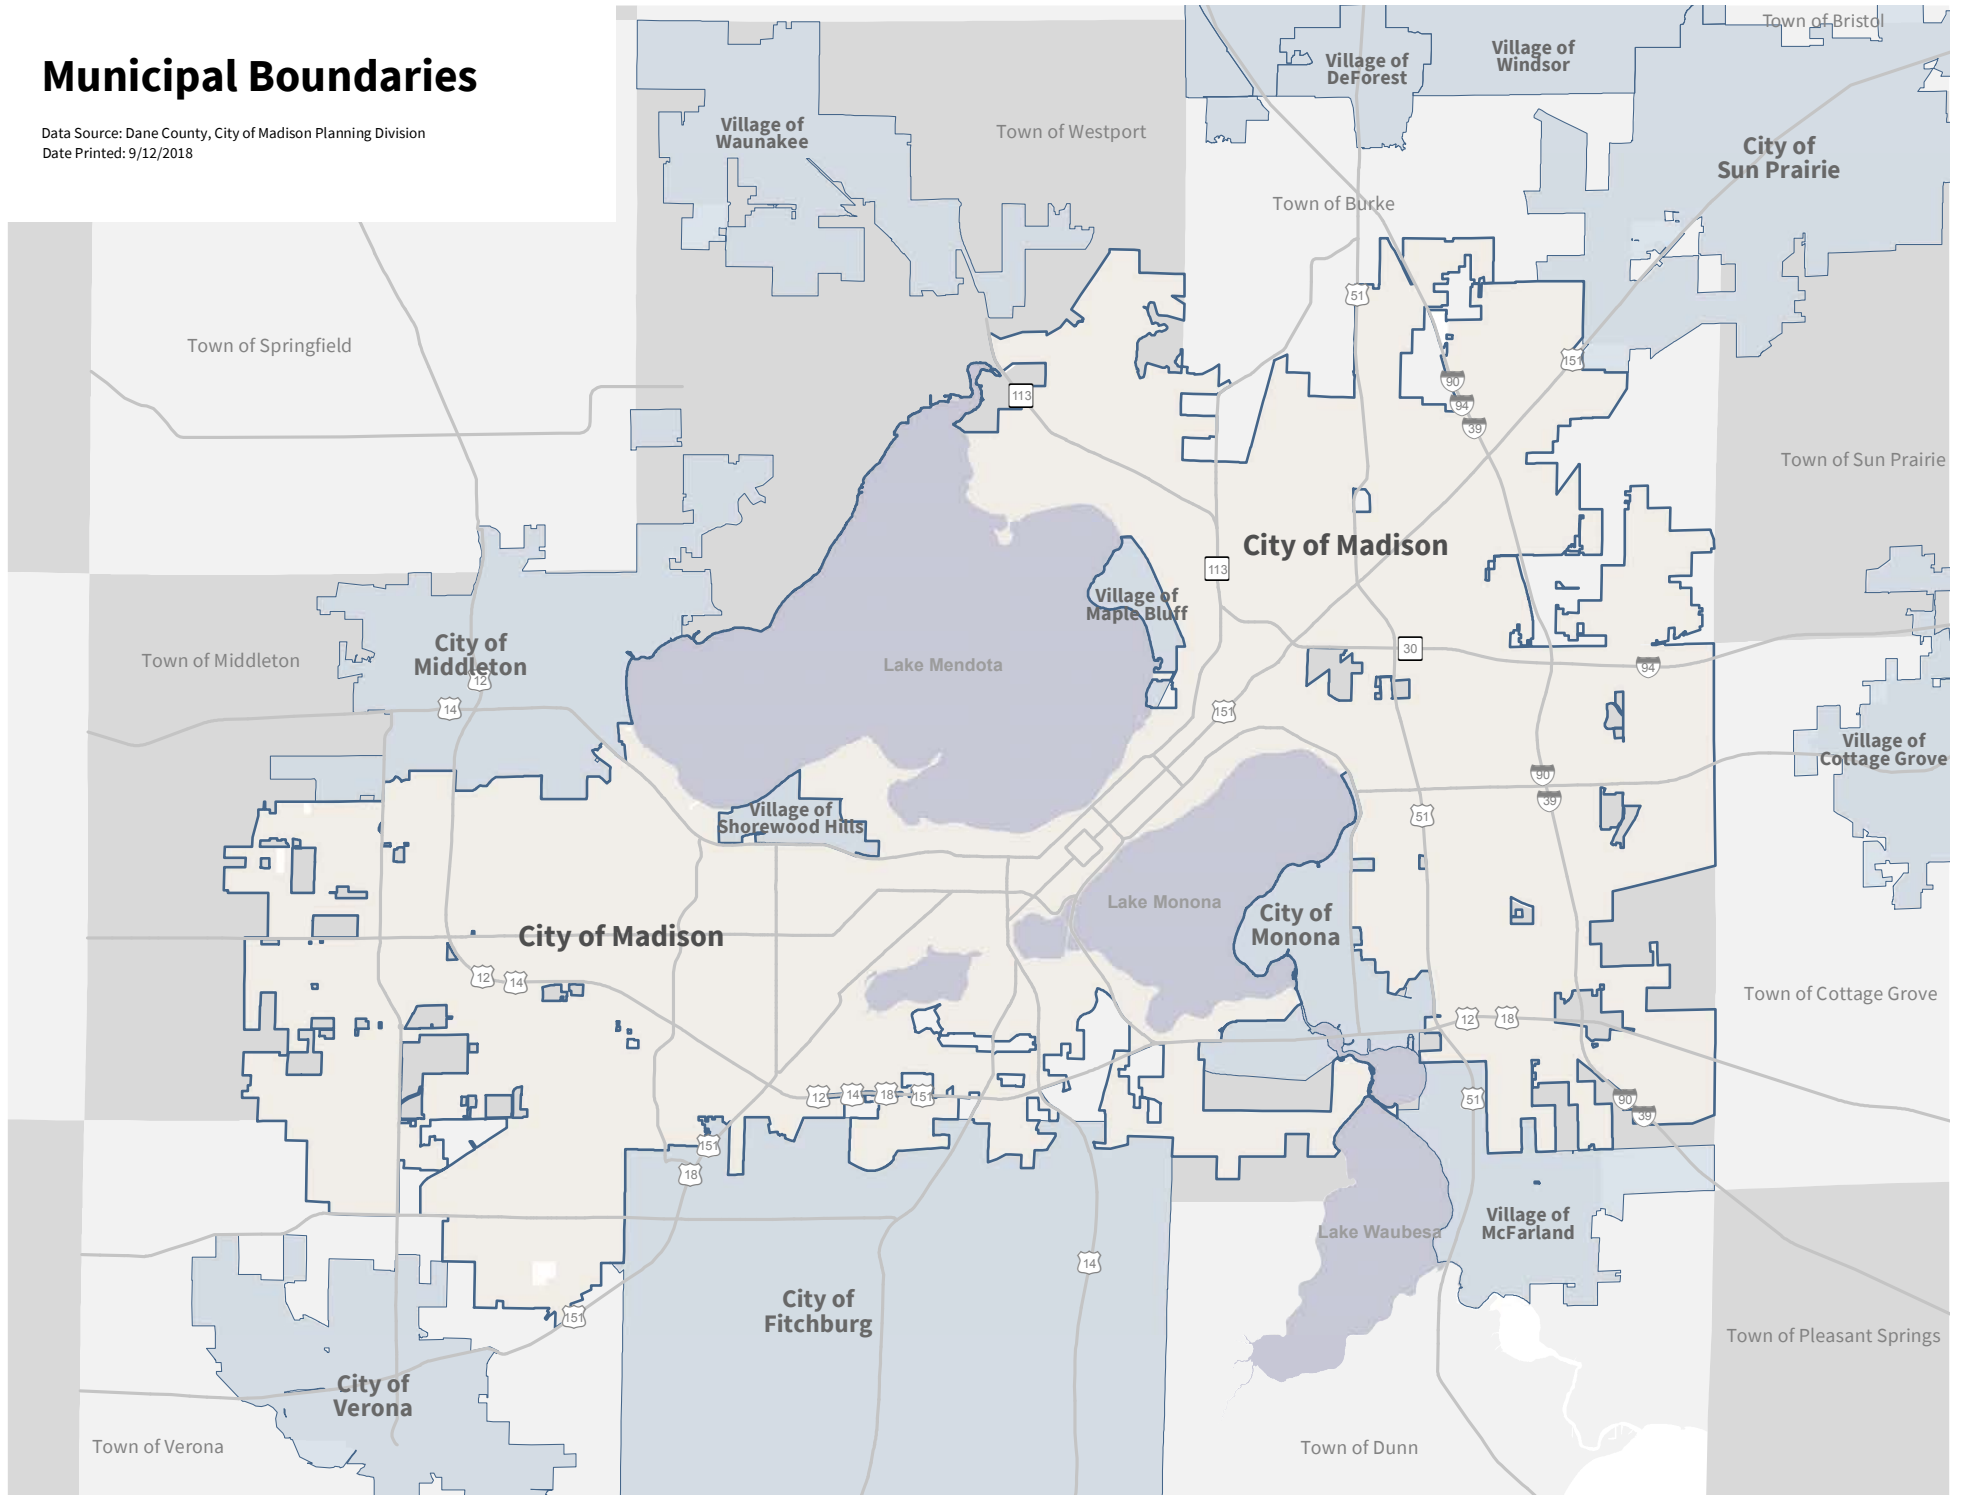 Municipal Boundaries
Data Source: Dane County, City of Madison Planning Division
Date Printed: 9/12/2018
Town of Bristol
Village of
DeForest
Village of
Windsor
Village of
Waunakee
Town of Westport
City of
Sun Prairie
Town of Burke
51
Town of Springfield
151
90
113
94
39
Town of Sun Prairie
City of Madison
113
Village of
Maple Bluff
City of
Middleton
12
14
Town of Middleton
Lake Mendota
30
94
151
Village of
Cottage Grove
90
39
51
Village of
Shorewood Hills
Lake Monona
City of
Monona
City of Madison
12
14
Town of Cottage Grove
12
18
12
14
18
151
51
90
39
151
18
Village of
McFarland
Lake Waubesa
14
City of
Fitchburg
151
Town of Pleasant Springs
City of
Verona
Town of Verona
Town of Dunn